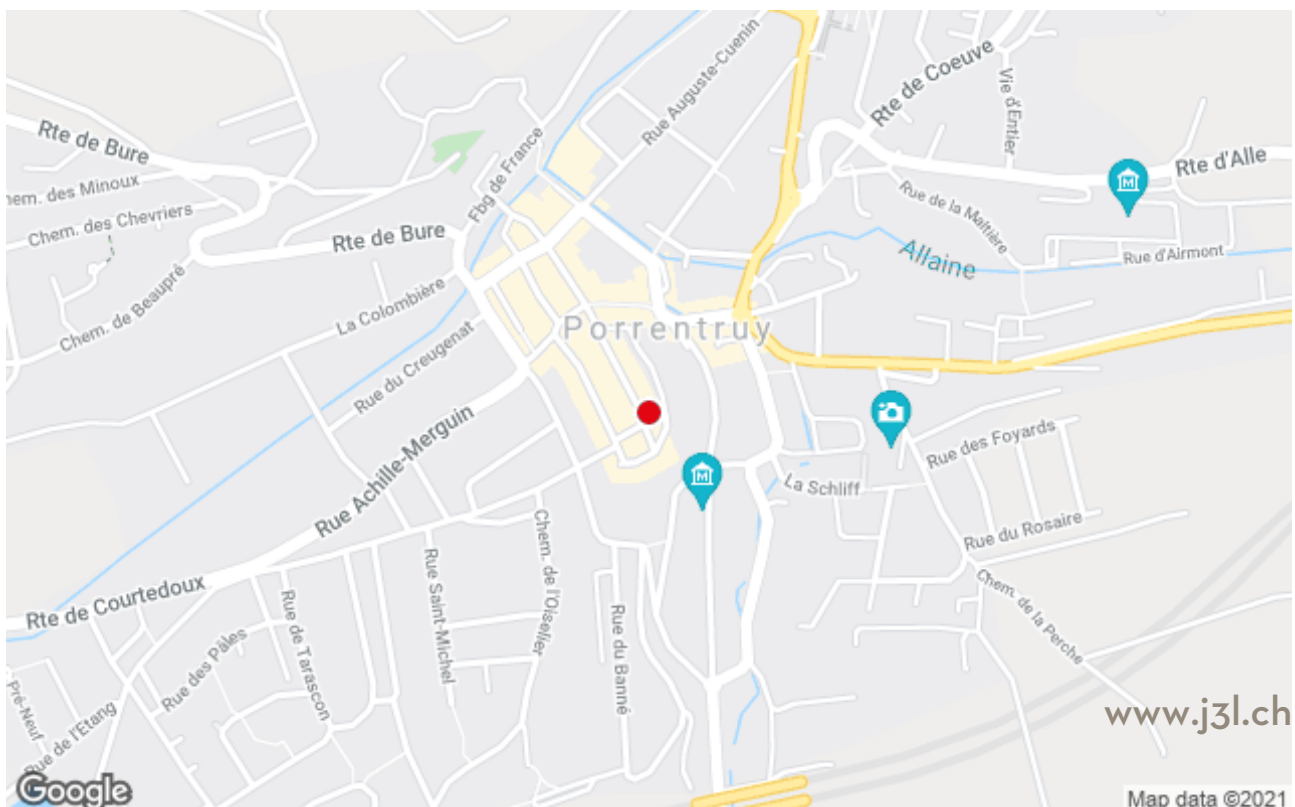 Rue Auguste-Cuenin
Rte de Coeuve
Vie d'Entier
Rte de Bure
Fbg de France
Rte d'Alle
hem. des Minoux
Rue de la Maltière
Chem. des Chevriers
Rte de Bure
Allaine
Rue d'Airmont
Chem. de Beaupré
La Colombière
Porrentruy
Rue du Creugenat
Rue Achille-Merguin
Rue des Foyards
La Schliff
Rue du Rosaire
Chem. de l'Oiselier
Rue Saint-Michel
Rte de Courtedoux
Rue de Tarascon
Rue du Banné
Chem. de la Perche
Rue des Pâles
Pré-Neuf
Rue de l'Etang
www.j3l.ch
Google
Map data ©2021